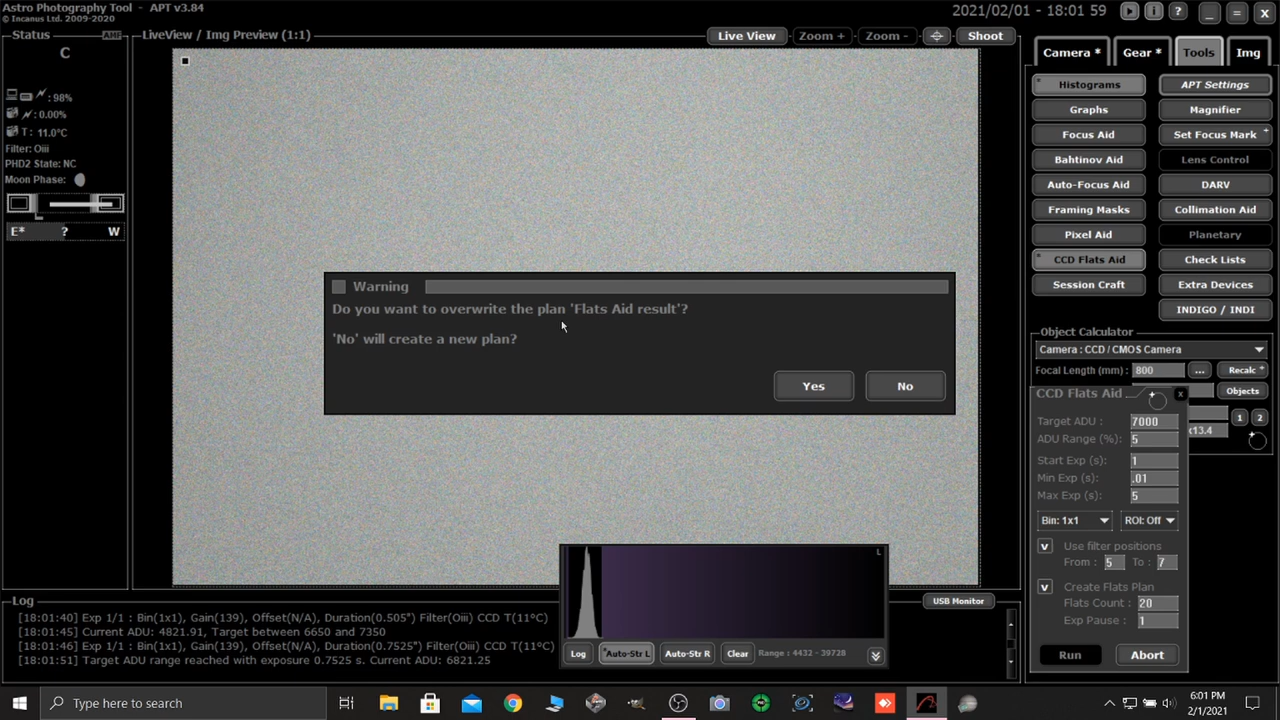 Astro Photography Tool - APT v3.84
© Incanus Ltd. 2009-2020
2021/02/01 - 18:01 59
i
?
X
Status
AHF
C
: 98%
: 0.00%
T : 11.0°C
Filter: Oiii
PHD2 State: NC
Moon Phase:
E* ? W
LiveView / Img Preview (1:1)
Live View
Zoom +
Zoom -
Shoot
Camera *
Gear *
Tools
Img
* Histograms
APT Settings
Graphs
Magnifier
Focus Aid
Set Focus Mark +
Bahtinov Aid
Lens Control
Auto-Focus Aid
DARV
Framing Masks
Collimation Aid
Pixel Aid
Planetary
* CCD Flats Aid
Check Lists
Session Craft
Extra Devices
INDIGO / INDI
Object Calculator
Camera : CCD / CMOS Camera
Focal Length (mm) : 800 ... Recalc *
Objects
1 2
x13.4
CCD Flats Aid
x
Target ADU : 7000
ADU Range (%): 5
Start Exp (s): 1
Min Exp (s): .01
Max Exp (s): 5
Bin: 1x1
ROI: Off
v Use filter positions
From : 5 To : 7
v Create Flats Plan
Flats Count : 20
Exp Pause : 1
Run
Abort
Warning
Do you want to overwrite the plan 'Flats Aid result'?
'No' will create a new plan?
Yes
No
L
Log
*Auto-Str L
Auto-Str R
Clear
Range : 4432 - 39728
Log
USB Monitor
[18:01:40] Exp 1/1 : Bin(1x1), Gain(139), Offset(N/A), Duration(0.505") Filter(Oiii) CCD T(11°C)
[18:01:45] Current ADU: 4821.91, Target between 6650 and 7350
[18:01:46] Exp 1/1 : Bin(1x1), Gain(139), Offset(N/A), Duration(0.7525") Filter(Oiii) CCD T(11°C)
[18:01:51] Target ADU range reached with exposure 0.7525 s. Current ADU: 6821.25
Type here to search
6:01 PM
2/1/2021